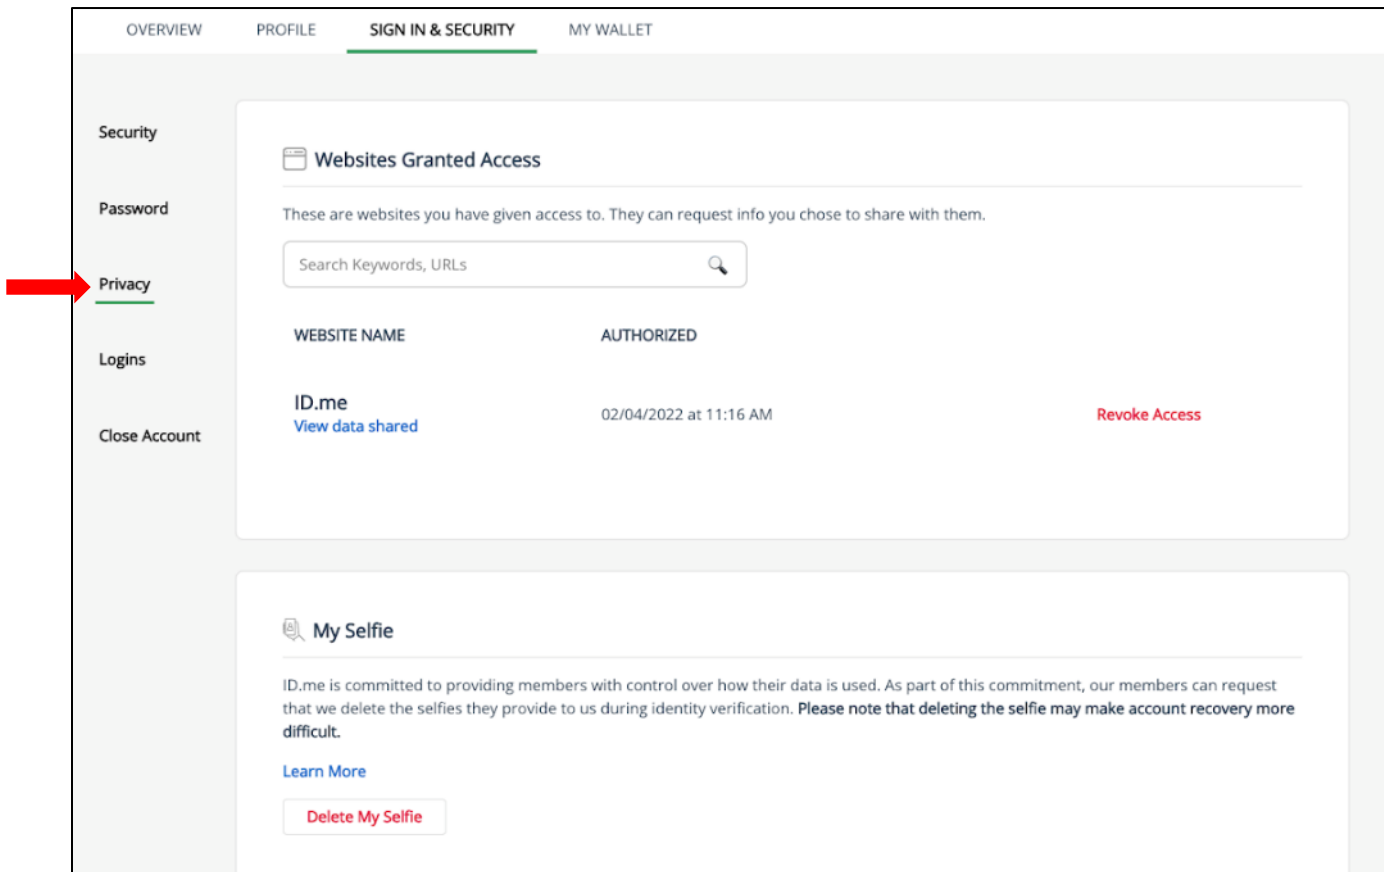 OVERVIEW PROFILE SIGN IN & SECURITY MY WALLET
Security
Password
Privacy
Logins
Close Account
Websites Granted Access
These are websites you have given access to. They can request info you chose to share with them.
Search Keywords, URLs
WEBSITE NAME AUTHORIZED
ID.me
View data shared
02/04/2022 at 11:16 AM
Revoke Access
My Selfie
ID.me is committed to providing members with control over how their data is used. As part of this commitment, our members can request
that we delete the selfies they provide to us during identity verification. Please note that deleting the selfie may make account recovery more
difficult.
Learn More
Delete My Selfie